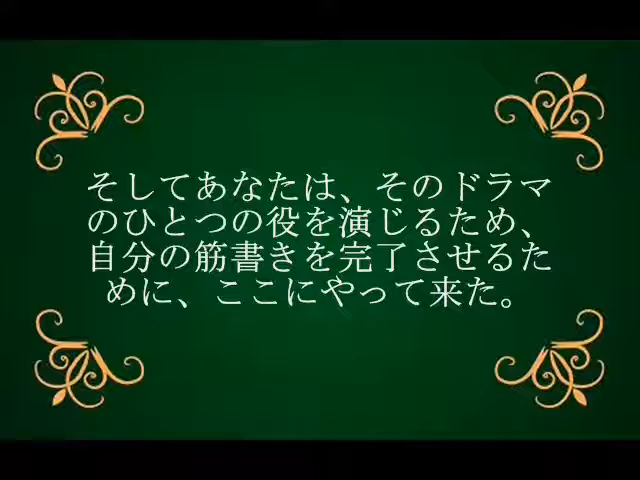 そしてあなたは、そのドラマ
のひとつの役を演じるため、
自分の筋書きを完了させるた
めに、ここにやって来た。